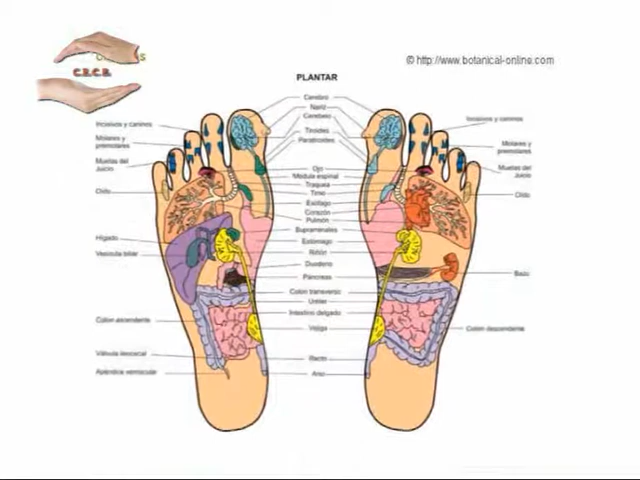 C.B.C.B.
© http://www.botanical-online.com
PLANTAR
Cerebro
Nariz
Cerebelo
Tiroides
Paratiroides
Ojo
Médula espinal
Traquea
Timo
Esófago
Corazón
Pulmón
Suprarrenales
Estómago
Riñón
Duodeno
Páncreas
Colon transverso
Uréter
Intestino delgado
Vejiga
Recto
Ano
Incisivos y caninos
Molares y
premolares
Muelas del
Juicio
Oído
Hígado
Vesícula biliar
Colon ascendente
Válvula ileocecal
Apéndice vermicular
Incisivos y caninos
Molares y
premolares
Muelas del
Juicio
Oído
Bazo
Colon descendente